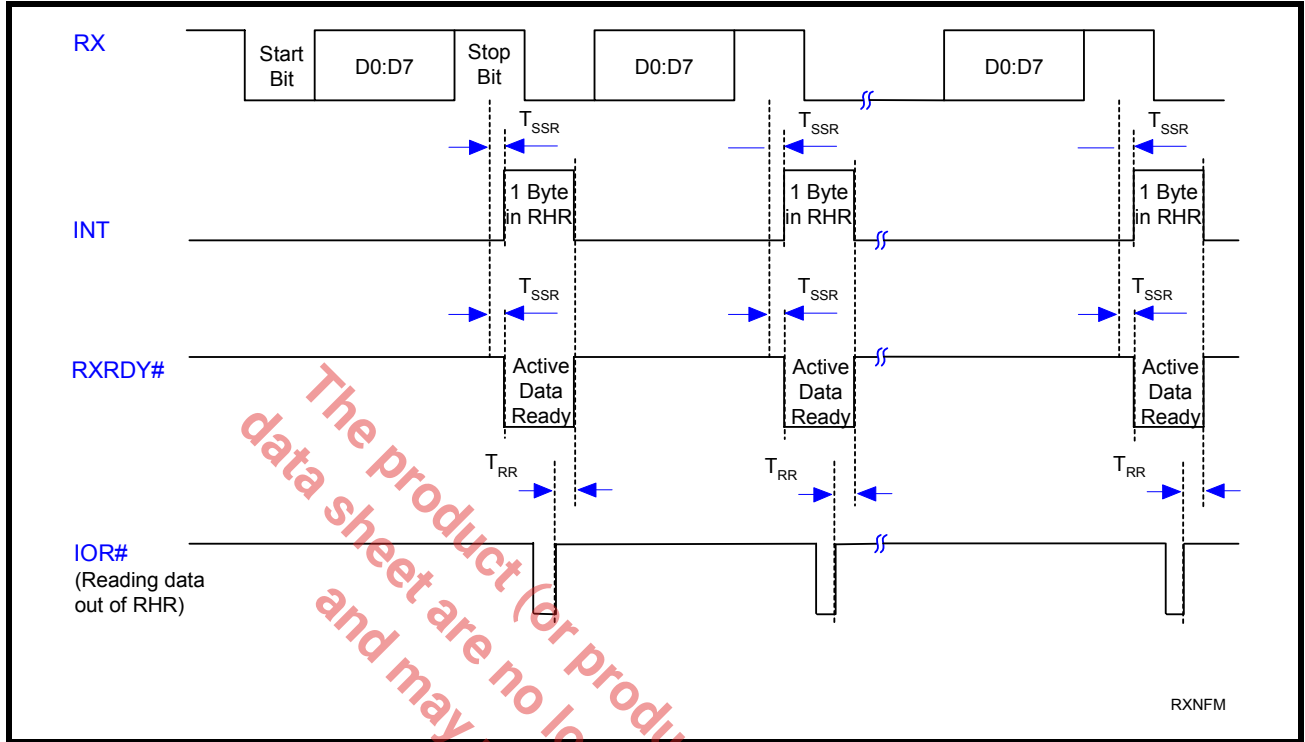 RX
Start
Bit
D0:D7
Stop
Bit
D0:D7
D0:D7
TSSR
TSSR
TSSR
INT
1 Byte
in RHR
1 Byte
in RHR
1 Byte
in RHR
TSSR
TSSR
TSSR
RXRDY#
Active
Data
Ready
Active
Data
Ready
Active
Data
Ready
TRR
TRR
TRR
IOR#
(Reading data
out of RHR)
The product (or produ
data sheet are no lo
and may
RXNFM